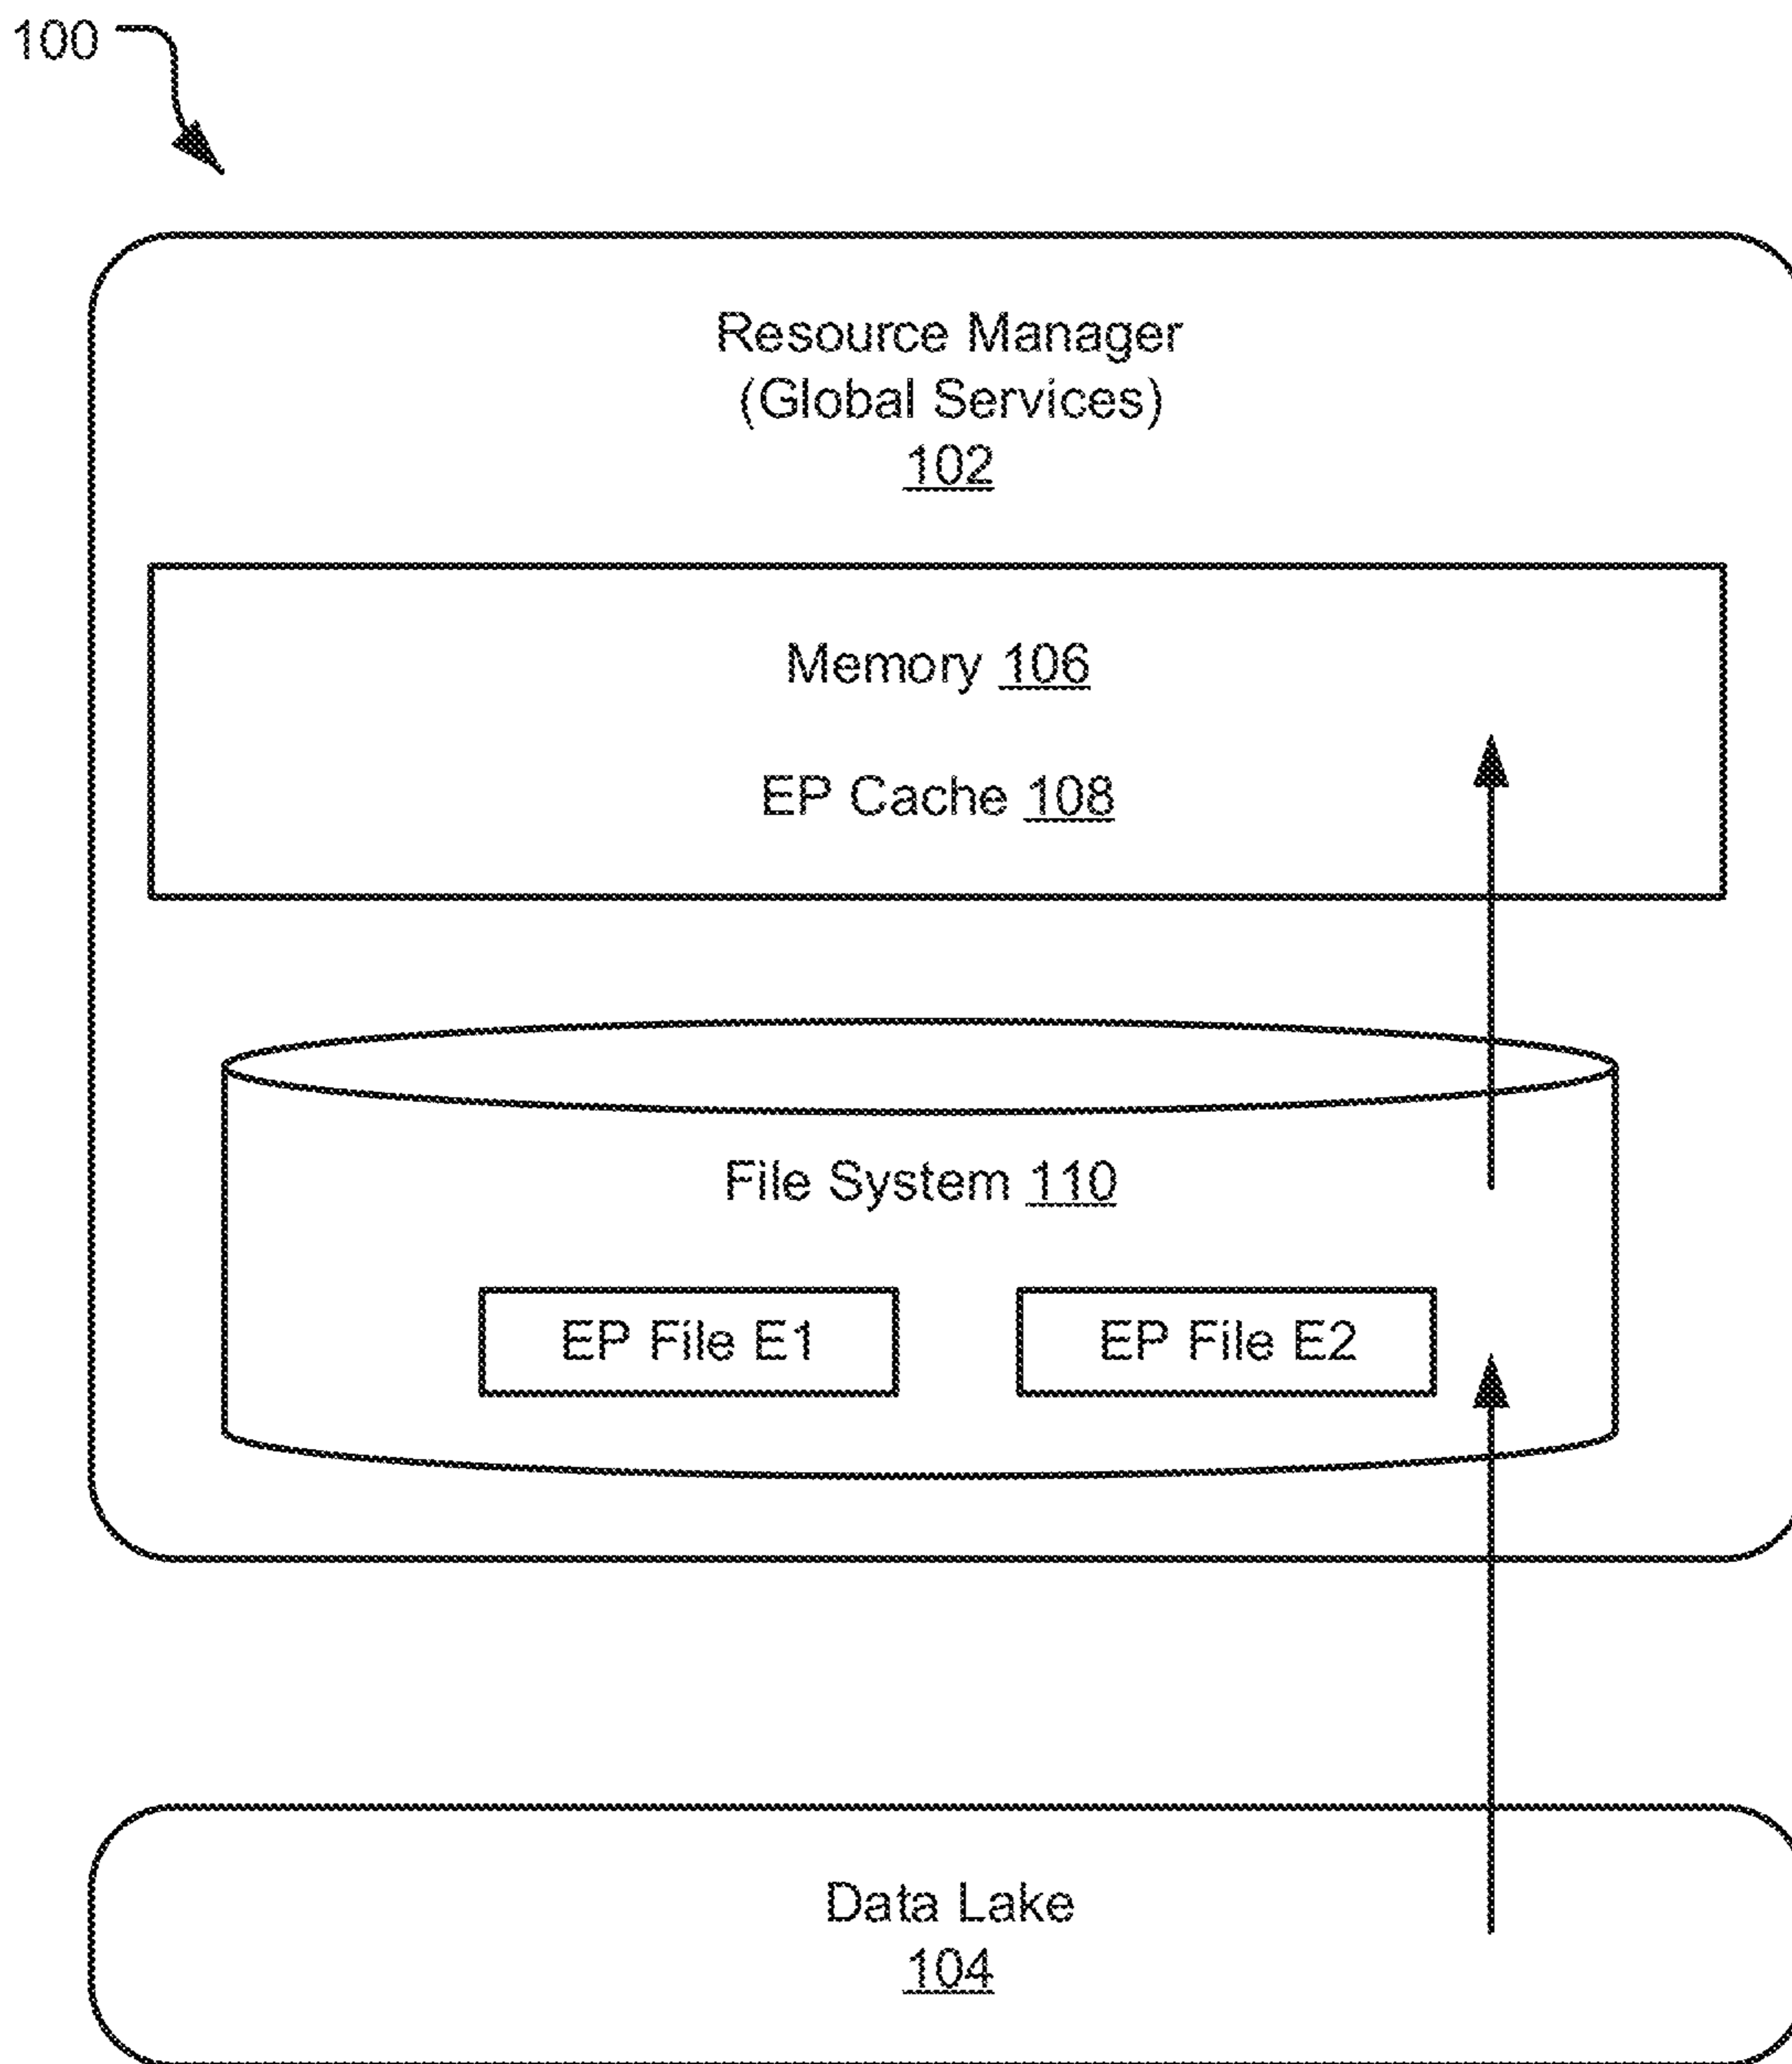 100
Resource Manager
(Global Services)
102
Memory 106
EP Cache 108
File System 110
EP File E1
EP File E2
Data Lake
104